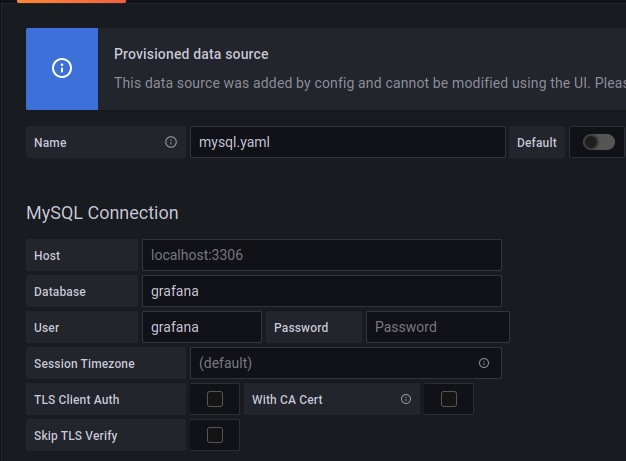 Provisioned data source
This data source was added by config and cannot be modified using the UI.
Name mysql.yaml Default
MySQL Connection
Host localhost:3306
Database grafana
User grafana Password Password
Session Timezone (default)
TLS Client Auth With CA Cert
Skip TLS Verify